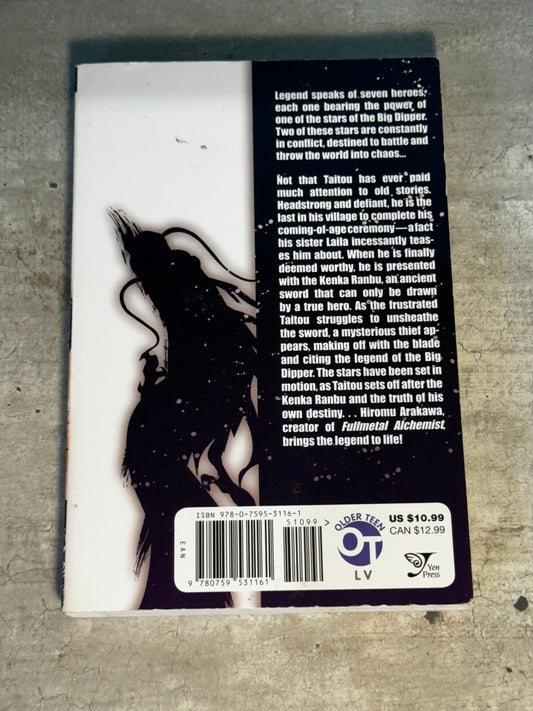 Legend speaks of seven heroes,
each one bearing the power of
one of the stars of the Big Dipper.
Two of these stars are constantly
in conflict, destined to battle and
throw the world into chaos...
Not that Taitou has ever paid
much attention to old stories.
Headstrong and defiant, he is the
last in his village to complete his
coming-of-age ceremony—a fact
his sister Laila incessantly teas-
es him about. When he is finally
deemed worthy, he is presented
with the Kenka Ranbu, an ancient
sword that can only be drawn
by a true hero. As the frustrated
Taitou struggles to unsheathe
the sword, a mysterious thief ap-
pears, making off with the blade
and citing the legend of the Big
Dipper. The stars have been set in
motion, as Taitou sets off after the
Kenka Ranbu and the truth of his
own destiny. . . Hiromu Arakawa,
creator of Fullmetal Alchemist,
brings the legend to life!
ISBN 978-0-7595-3116-1
51099>
EAN
9 780759 531161
OLDER TEEN
OT
LV
US $10.99
CAN $12.99
Yen
Press